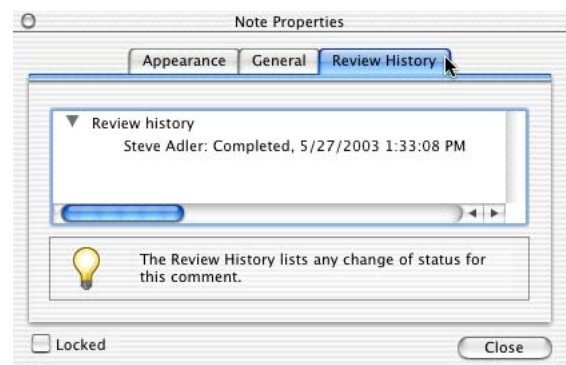 Note Properties
Appearance General Review History
Review history
Steve Adler: Completed, 5/27/2003 1:33:08 PM
The Review History lists any change of status for
this comment.
Locked Close